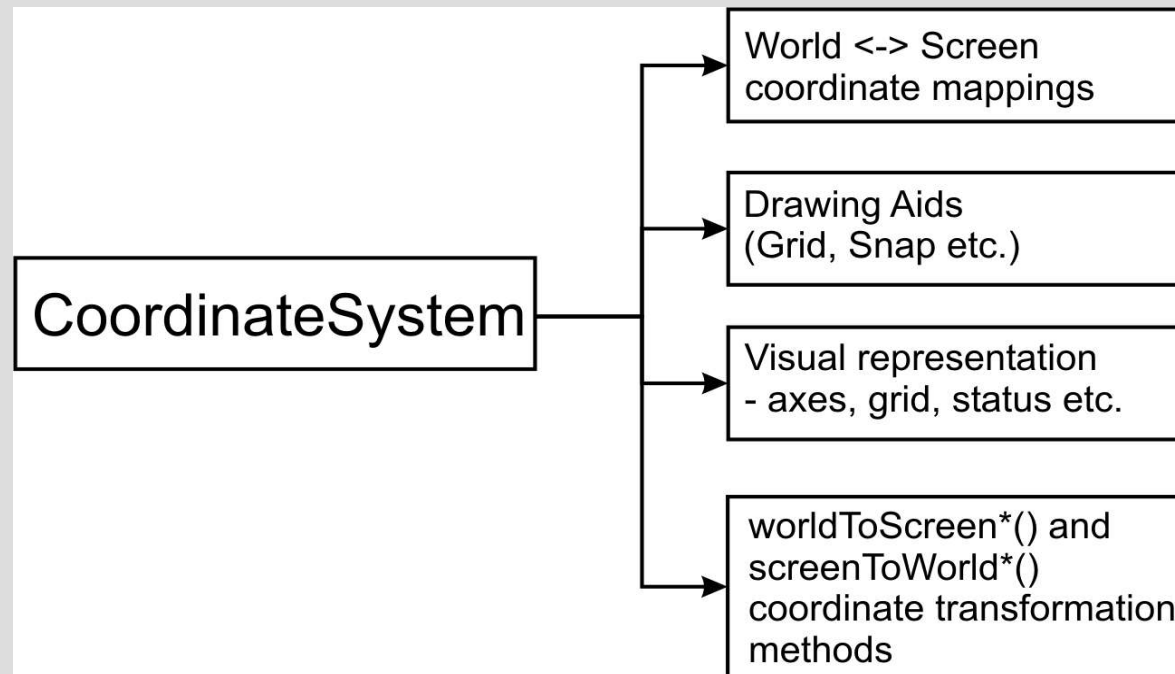 World <-> Screen
coordinate mappings
Drawing Aids
(Grid, Snap etc.)
CoordinateSystem
Visual representation
- axes, grid, status etc.
worldToScreen*() and
screenToWorld*()
coordinate transformation
methods